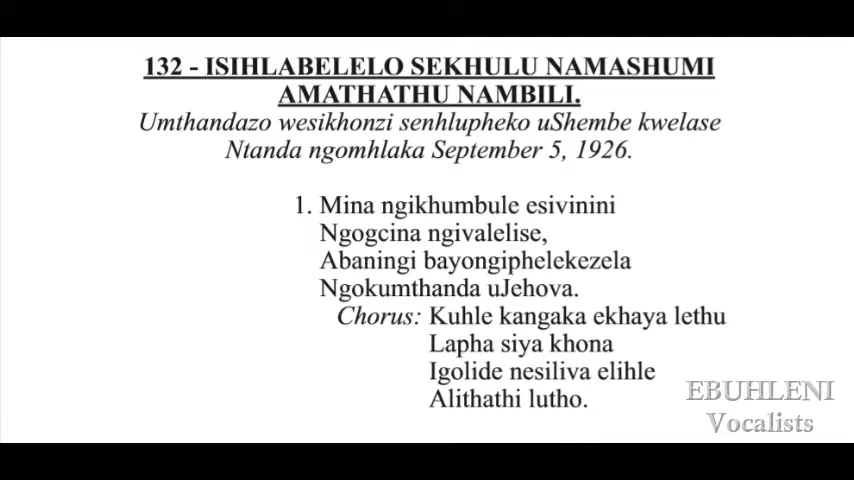 132 - ISIHLABELELO SEKHULU NAMASHUMI
AMATHATHU NAMBILI.
Umthandazo wesikhonzi senhlupheko uShembe kwelase
Ntanda ngomhlaka September 5, 1926.
1. Mina ngikhumbule esivinini
Ngogcina ngivalelise,
Abaningi bayongiphelekezela
Ngokumthanda uJehova.
Chorus: Kuhle kangaka ekhaya lethu
Lapha siya khona
Igolide nesiliva elihle
Alithathi lutho.
EBUHLENI
Vocalists